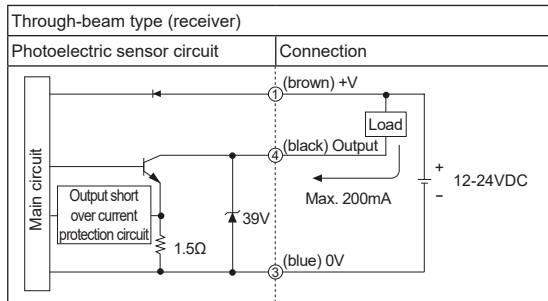 Through-beam type (receiver)
Photoelectric sensor circuit
Connection
Main circuit
1
(brown) +V
Load
4
(black) Output
Max. 200mA
+
12-24VDC
−
Output short
over current
protection circuit
1.5Ω
39V
3
(blue) 0V